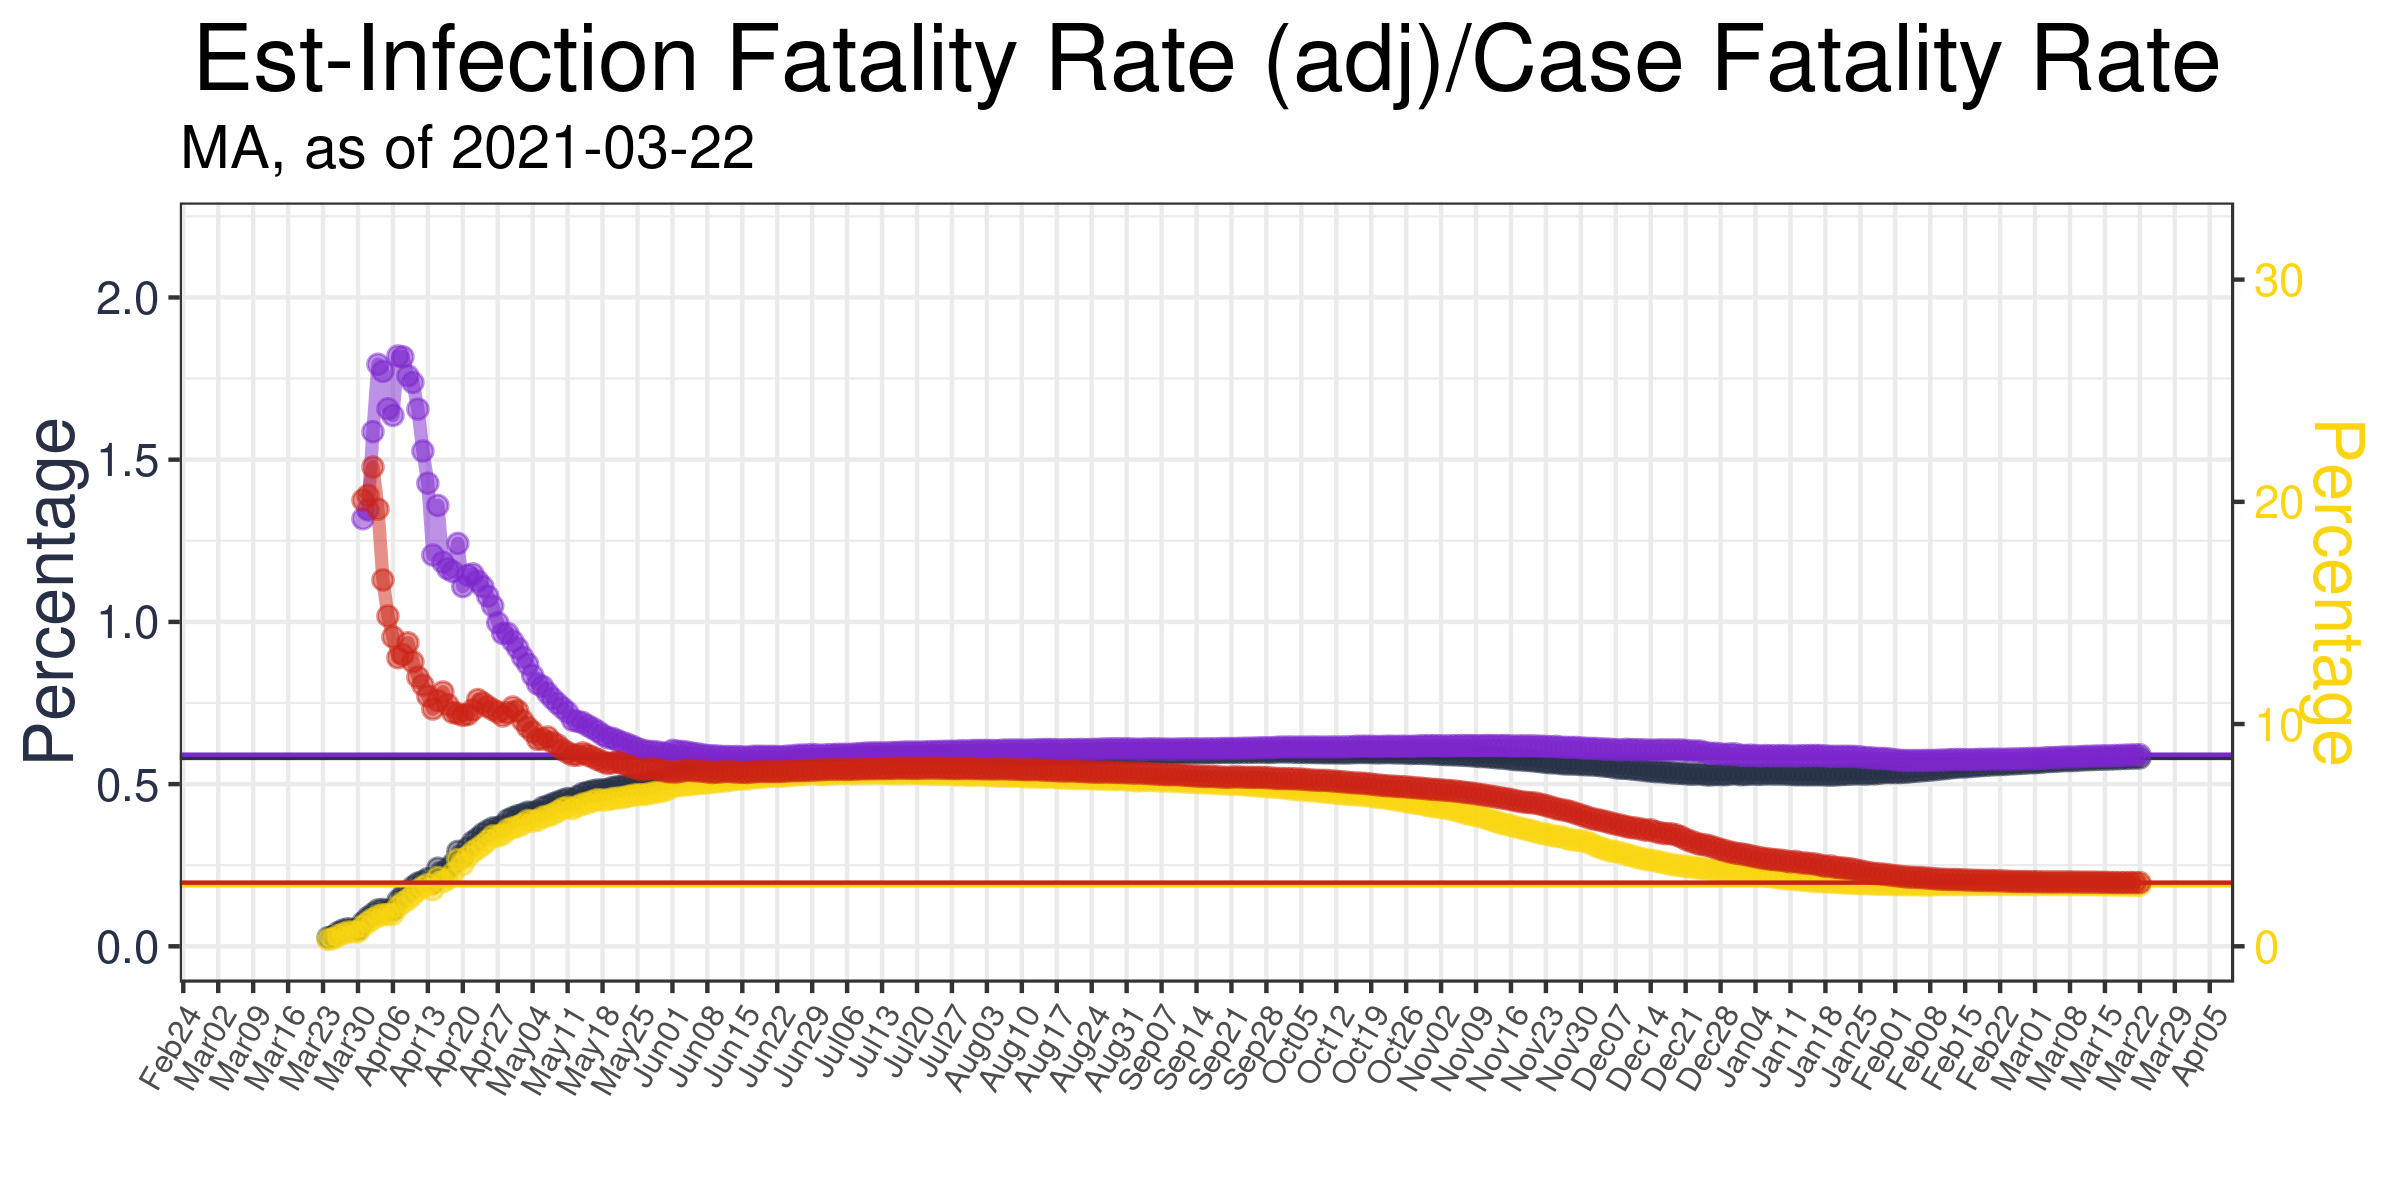 Est-Infection Fatality Rate (adj)/Case Fatality Rate
MA, as of 2021-03-22
Percentage
2.0
1.5
1.0
0.5
0.0
30
20
10
0
Percentage
Feb24
Mar02
Mar09
Mar16
Mar23
Mar30
Apr06
Apr13
Apr20
Apr27
May04
May11
May18
May25
Jun01
Jun08
Jun15
Jun22
Jun29
Jul06
Jul13
Jul20
Jul27
Aug03
Aug10
Aug17
Aug24
Aug31
Sep07
Sep14
Sep21
Sep28
Oct05
Oct12
Oct19
Oct26
Nov02
Nov09
Nov16
Nov23
Nov30
Dec07
Dec14
Dec21
Dec28
Jan04
Jan11
Jan18
Jan25
Feb01
Feb08
Feb15
Feb22
Mar01
Mar08
Mar15
Mar22
Mar29
Apr05